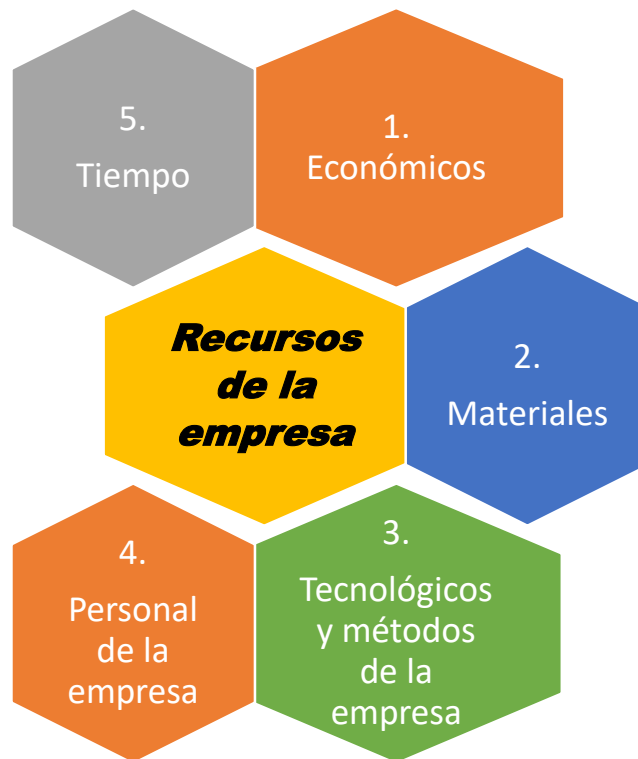 5.
Tiempo
1.
Económicos
Recursos
de la
empresa
2.
Materiales
4.
Personal
de la
empresa
3.
Tecnológicos
y métodos
de la
empresa